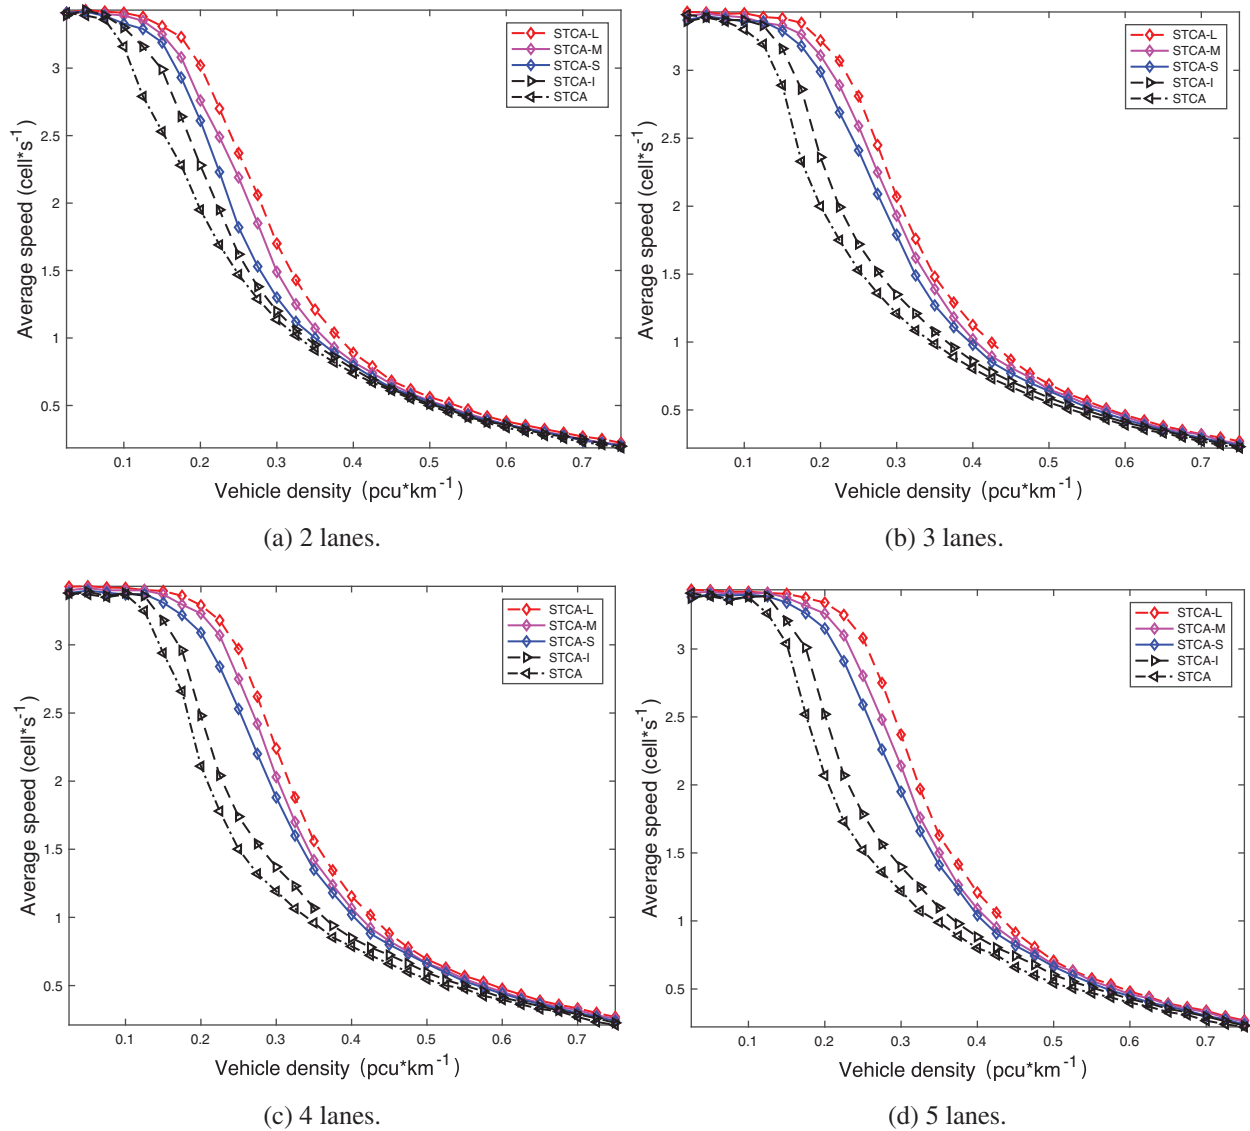 3
2.5
2
1.5
1
0.5
Average speed (cell*s-1)
STCA-L
STCA-M
STCA-S
STCA-I
STCA
0.1 0.2 0.3 0.4 0.5 0.6 0.7
Vehicle density (pcu*km-1)
(a) 2 lanes.
3
2.5
2
1.5
1
0.5
Average speed (cell*s-1)
STCA-L
STCA-M
STCA-S
STCA-I
STCA
0.1 0.2 0.3 0.4 0.5 0.6 0.7
Vehicle density (pcu*km-1)
(b) 3 lanes.
3
2.5
2
1.5
1
0.5
Average speed (cell*s-1)
STCA-L
STCA-M
STCA-S
STCA-I
STCA
0.1 0.2 0.3 0.4 0.5 0.6 0.7
Vehicle density (pcu*km-1)
(c) 4 lanes.
3
2.5
2
1.5
1
0.5
Average speed (cell*s-1)
STCA-L
STCA-M
STCA-S
STCA-I
STCA
0.1 0.2 0.3 0.4 0.5 0.6 0.7
Vehicle density (pcu*km-1)
(d) 5 lanes.